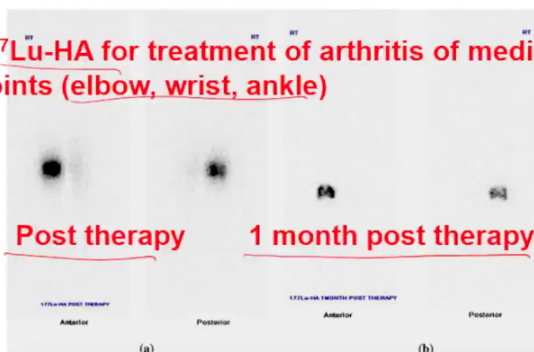 RT RT RT RT
⁷Lu-HA for treatment of arthritis of medi
oints (elbow, wrist, ankle)
Post therapy 1 month post therapy
177Lu-HA POST THERAPY 177Lu-HA 1MONTH POST THERAPY
Anterior Posterior Anterior Posterior
(a) (b)